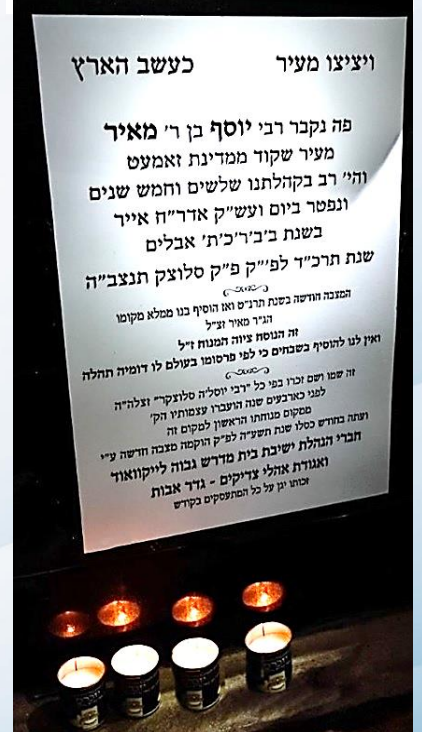 ויציצו מעיר כעשב הארץ
פה נקבר רבי יוסף בן ר' מאיר
מעיר שקוד ממדינת זאמעט
והי' רב בקהלתנו שלשים וחמש שנים
ונפטר ביום ועש"ק אדר"ח אייר
בשנת ב'ב'ר'כ'ת' אבלים
שנת תרכ"ד לפ"ק פ"ק סלוצק תנצב"ה
המצבה חודשה בשנת תרנ"ט ואז הוסיף בנו ממלא מקומו
הג"ר מאיר זצ"ל
זה הנוסח ציוה המנוח ז"ל
ואין לנו להוסיף בשבחים כי לפי פרסומו בעולם לו דומיה תהלה
זה שמו ושם זכרו בפי כל "רבי יוסל'ה סלוצקר" זצלה"ה
לפני כארבעים שנה הועברו עצמותיו הק'
ממקום מנוחתו הראשון למקום זה
ועתה בחודש כסלו שנת תשע"ה לפ"ק הוקמה מצבה חדשה ע"י
חברי הנהלת ישיבת בית מדרש גבוה לייקוואוד
ואגודת אהלי צדיקים - גדר אבות
זכותו יגן על כל המתעסקים בקודש